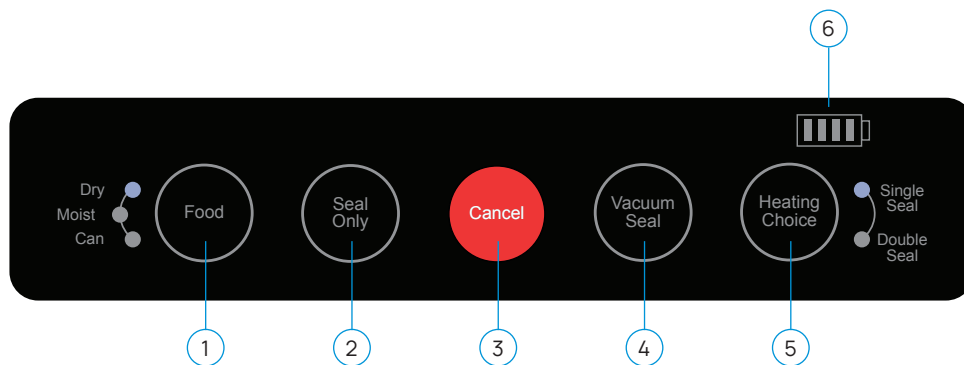 6
Dry
Moist
Can
Food
Seal
Only
Cancel
Vacuum
Seal
Heating
Choice
Single
Seal
Double
Seal
1
2
3
4
5